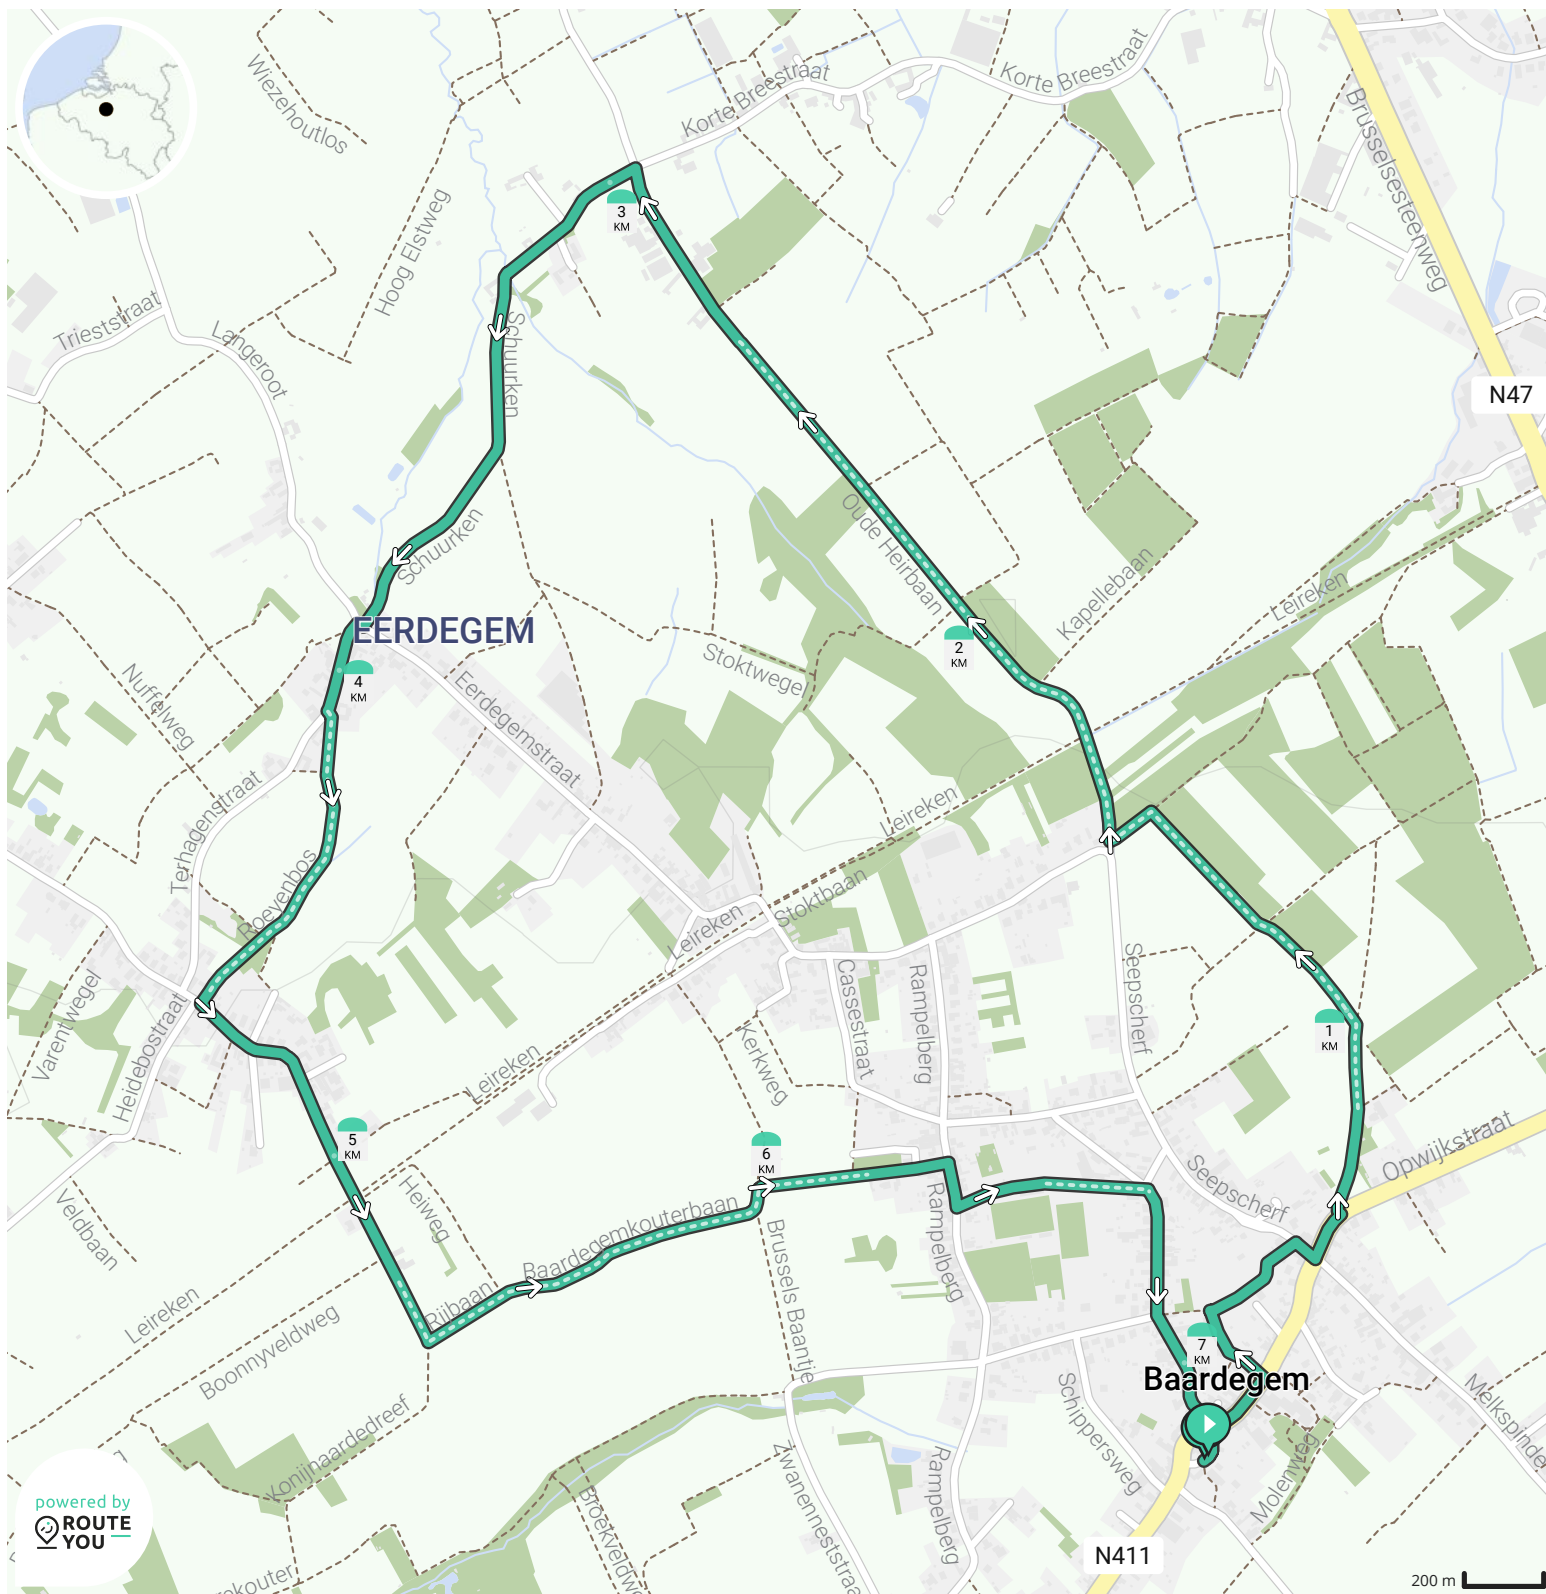 Wiezehoutlos
Korte Breestraat
Korte Breestraat
Brusselsesteenweg
Hoog Elstweg
3
KM
Trieststraat
Langeroot
Schuurken
N47
Schuurken
Oude Heirbaan
Kapellebaan
Leireken
EERDEGEM
2
KM
Stoktwegel
4
KM
Nuffelweg
Eerdegemstraat
Terhagenstraat
Leireken
Roevenbos
Stoktbaan
Leireken
Seepscherf
Cassestraat
Rampelberg
Varentwegel
Heidebostraat
1
KM
Kerkweg
Leireken
5
KM
6
KM
Opwijkstraat
Seepscherf
Veldbaan
Heiweg
Rampelberg
Baardegemkouterbaan
Brussels Baantje
Rijbaan
Leireken
7
KM
Boonnyveldweg
Baardegem
Schippersweg
Konijnaardedreef
Zwanenneststraa
Rampelberg
Molenweg
Broekveldw
powered by
ROUTE
YOU
N411
200 m